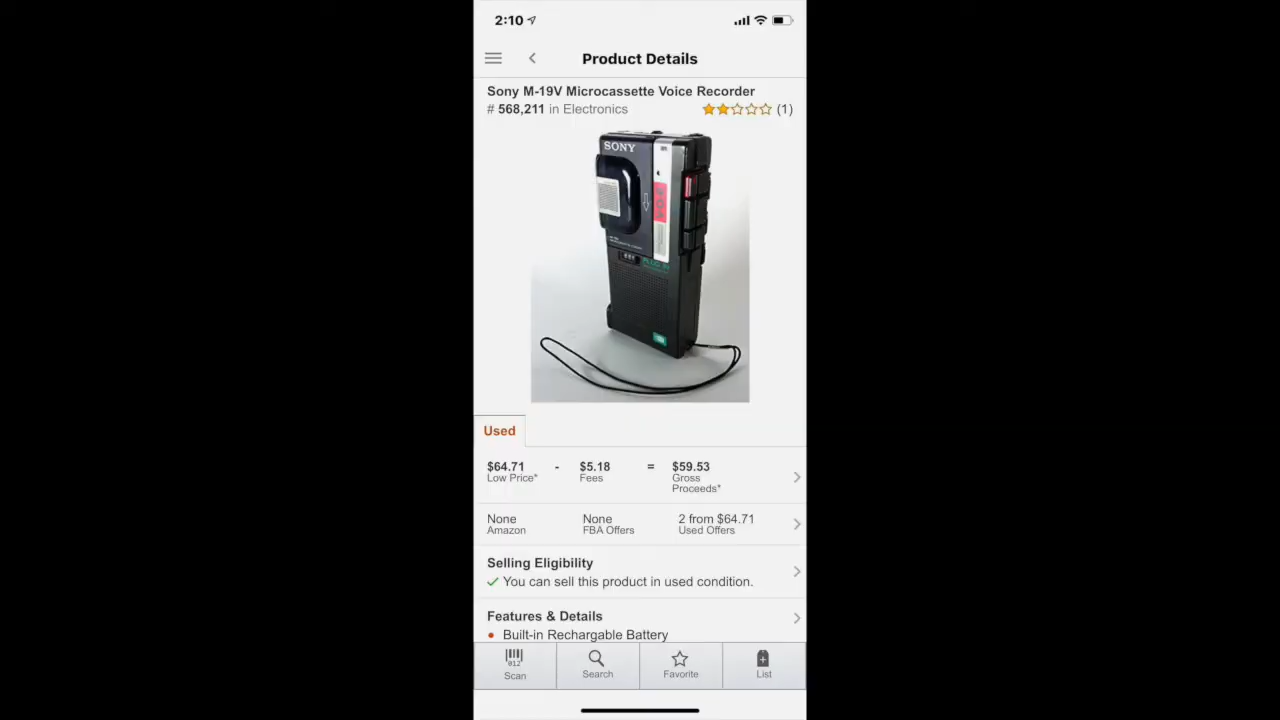 2:10
Product Details
Sony M-19V Microcassette Voice Recorder
# 568,211 in Electronics (1)
SONY
Used
$64.71 - $5.18 = $59.53
Low Price* Fees Gross
Proceeds*
None None 2 from $64.71
Amazon FBA Offers Used Offers
Selling Eligibility
You can sell this product in used condition.
Features & Details
• Built-in Rechargable Battery
012
Scan Search Favorite List